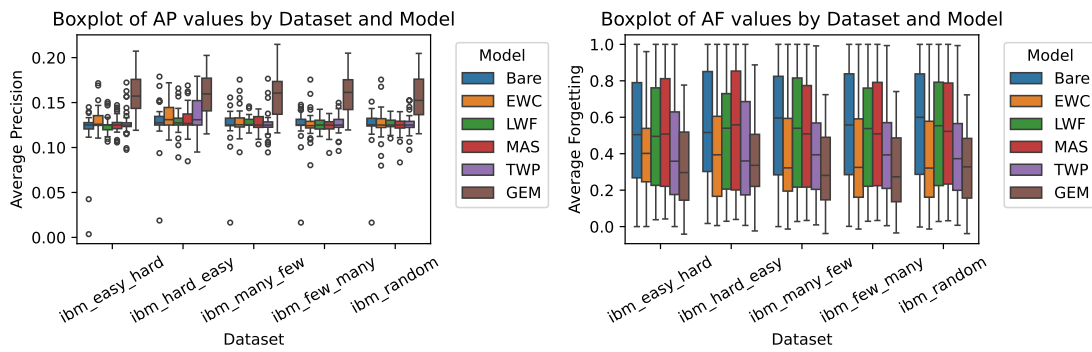 Boxplot of AP values by Dataset and Model
Average Precision
0.20
0.15
0.10
0.05
0.00
ibm_easy_hard
ibm_hard_easy
ibm_many_few
ibm_few_many
ibm_random
Dataset
Model
Bare
EWC
LWF
MAS
TWP
GEM
Boxplot of AF values by Dataset and Model
Average Forgetting
1.0
0.8
0.6
0.4
0.2
0.0
ibm_easy_hard
ibm_hard_easy
ibm_many_few
ibm_few_many
ibm_random
Dataset
Model
Bare
EWC
LWF
MAS
TWP
GEM